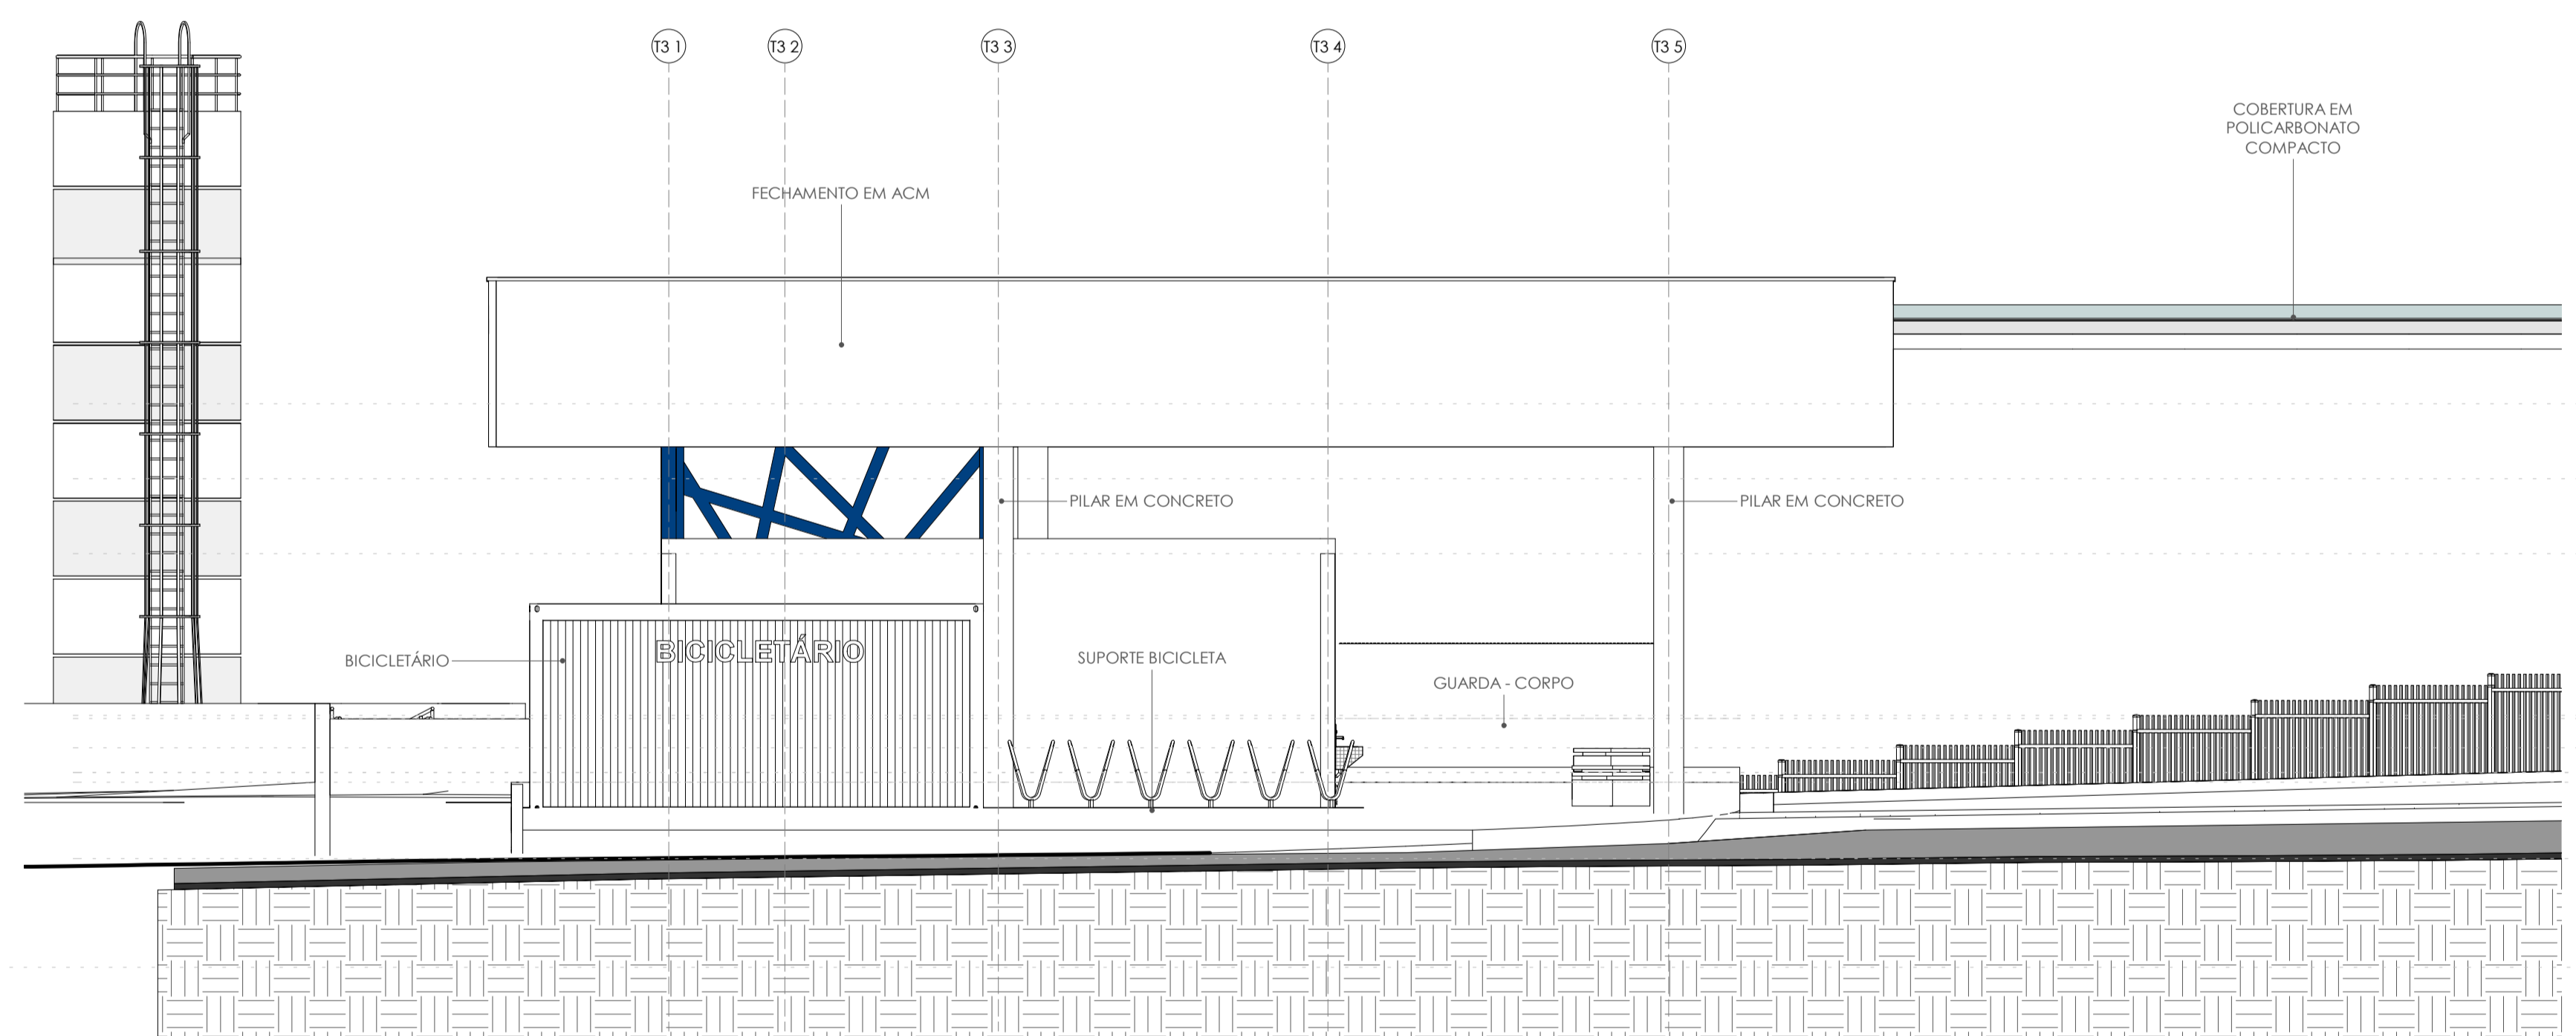 T3 1
T3 2
T3 3
T3 4
T3 5
COBERTURA EM
POLICARBONATO
COMPACTO
FECHAMENTO EM ACM
PILAR EM CONCRETO
PILAR EM CONCRETO
BICICLETÁRIO
BICICLETÁRIO
SUPORTE BICICLETA
GUARDA - CORPO